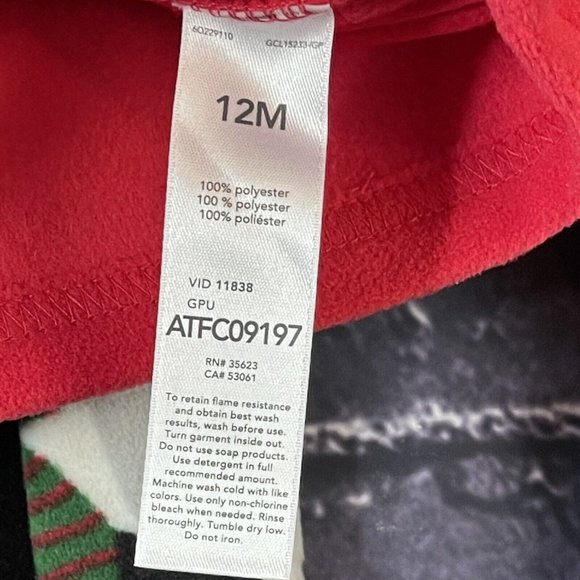 6O229110 GCL15233-/GP
12M
100% polyester
100 % polyester
100% poliéster
VID 11838
GPU
ATFC09197
RN# 35623
CA# 53061
To retain flame resistance
and obtain best wash
results, wash before use.
Turn garment inside out.
Do not use soap products.
Use detergent in full
recommended amount.
Machine wash cold with like
colors. Use only non-chlorine
bleach when needed. Rinse
thoroughly. Tumble dry low.
Do not iron.